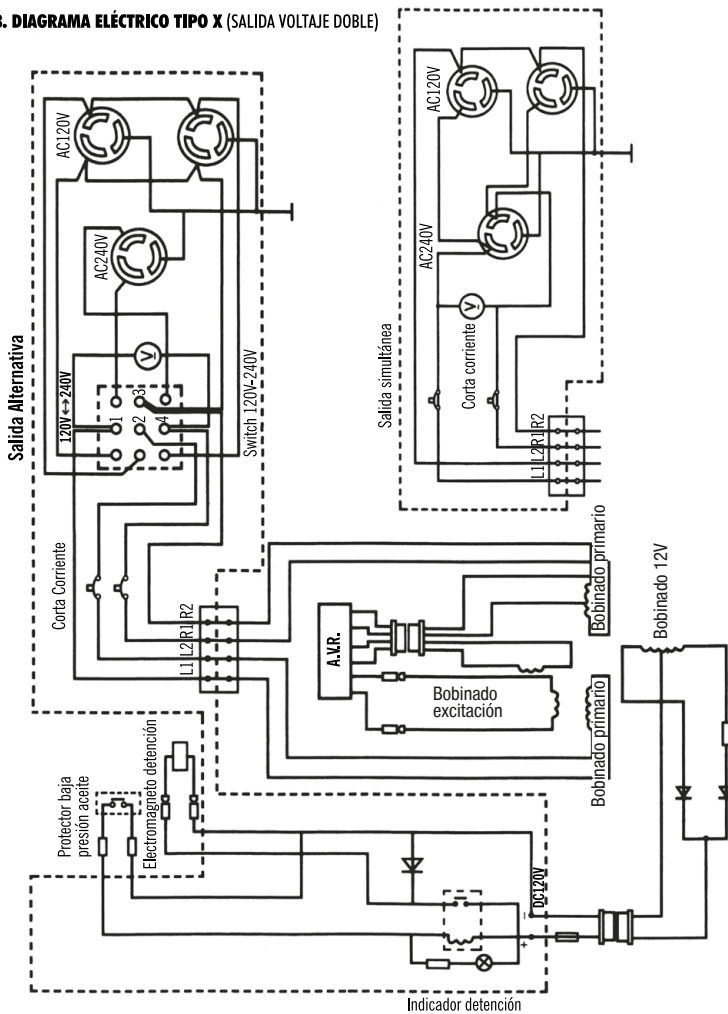 3. DIAGRAMA ELÉCTRICO TIPO X (SALIDA VOLTAJE DOBLE)
Salida Alternativa
AC120V
AC240V
120V↔240V
1
2
3
4
V
Switch 120V-240V
Corta Corriente
L1 L2 R1 R2
Salida simultánea
AC120V
AC240V
V
Corta corriente
L1 L2 R1 R2
A.V.R.
Bobinado
excitación
Bobinado primario
Bobinado primario
Bobinado 12V
Protector baja
presión aceite
Electromagneto detención
DC120V
+
−
Indicador detención